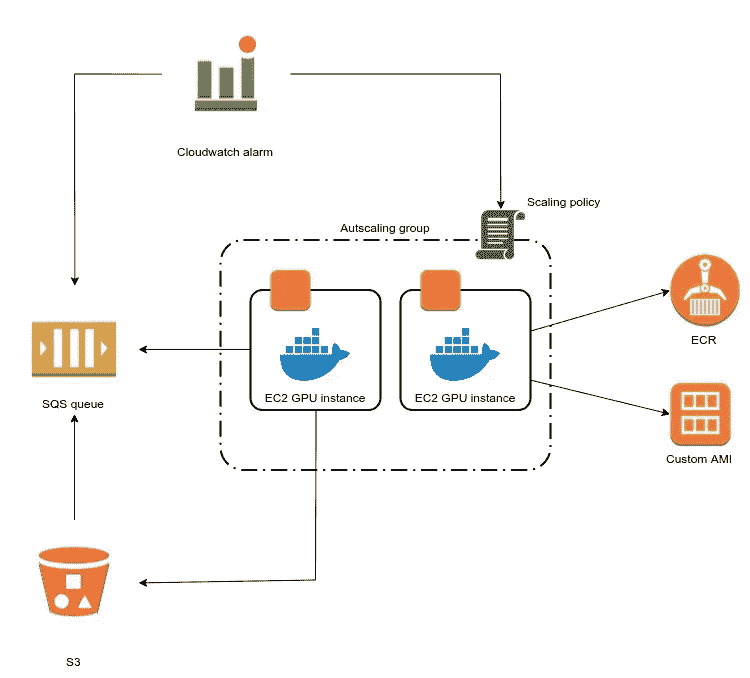 Cloudwatch alarm
Scaling policy
Autscaling group
ECR
EC2 GPU instance
EC2 GPU instance
SQS queue
Custom AMI
S3